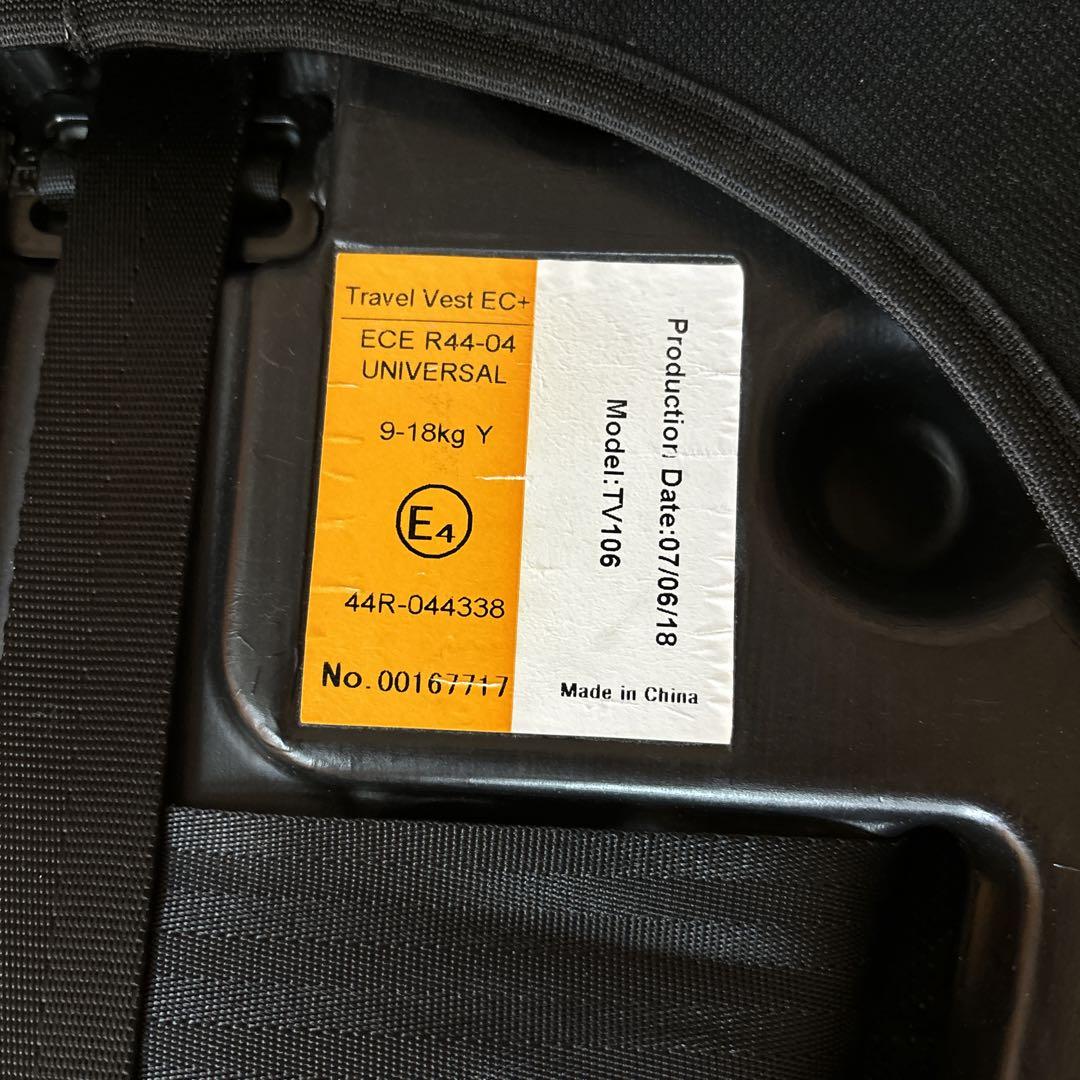 Travel Vest EC+
ECE R44-04
UNIVERSAL
9-18kg Y
E4
44R-044338
No.00167717
Production Date:07/06/18
Model:TV106
Made in China